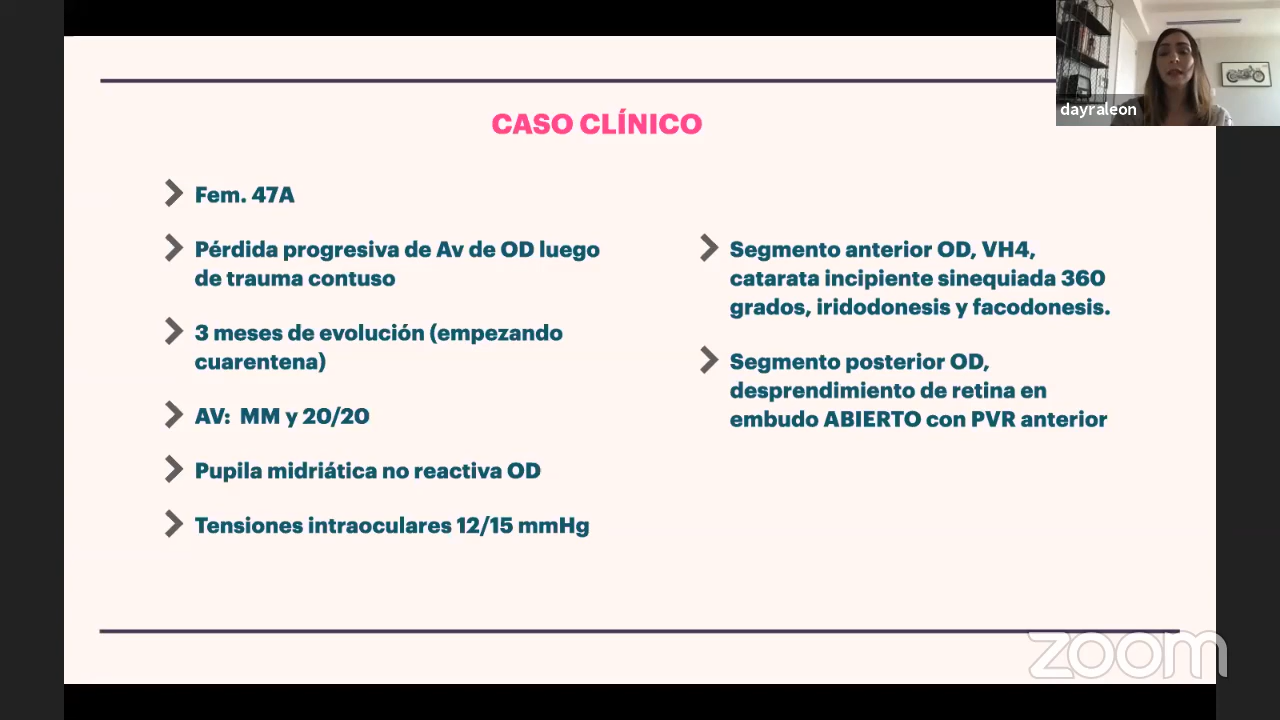 dayraleon
CASO CLÍNICO
Fem. 47A
Pérdida progresiva de Av de OD luego
de trauma contuso
3 meses de evolución (empezando
cuarentena)
AV: MM y 20/20
Pupila midriática no reactiva OD
Tensiones intraoculares 12/15 mmHg
Segmento anterior OD, VH4,
catarata incipiente sinequiada 360
grados, iridodonesis y facodonesis.
Segmento posterior OD,
desprendimiento de retina en
embudo ABIERTO con PVR anterior
zoom